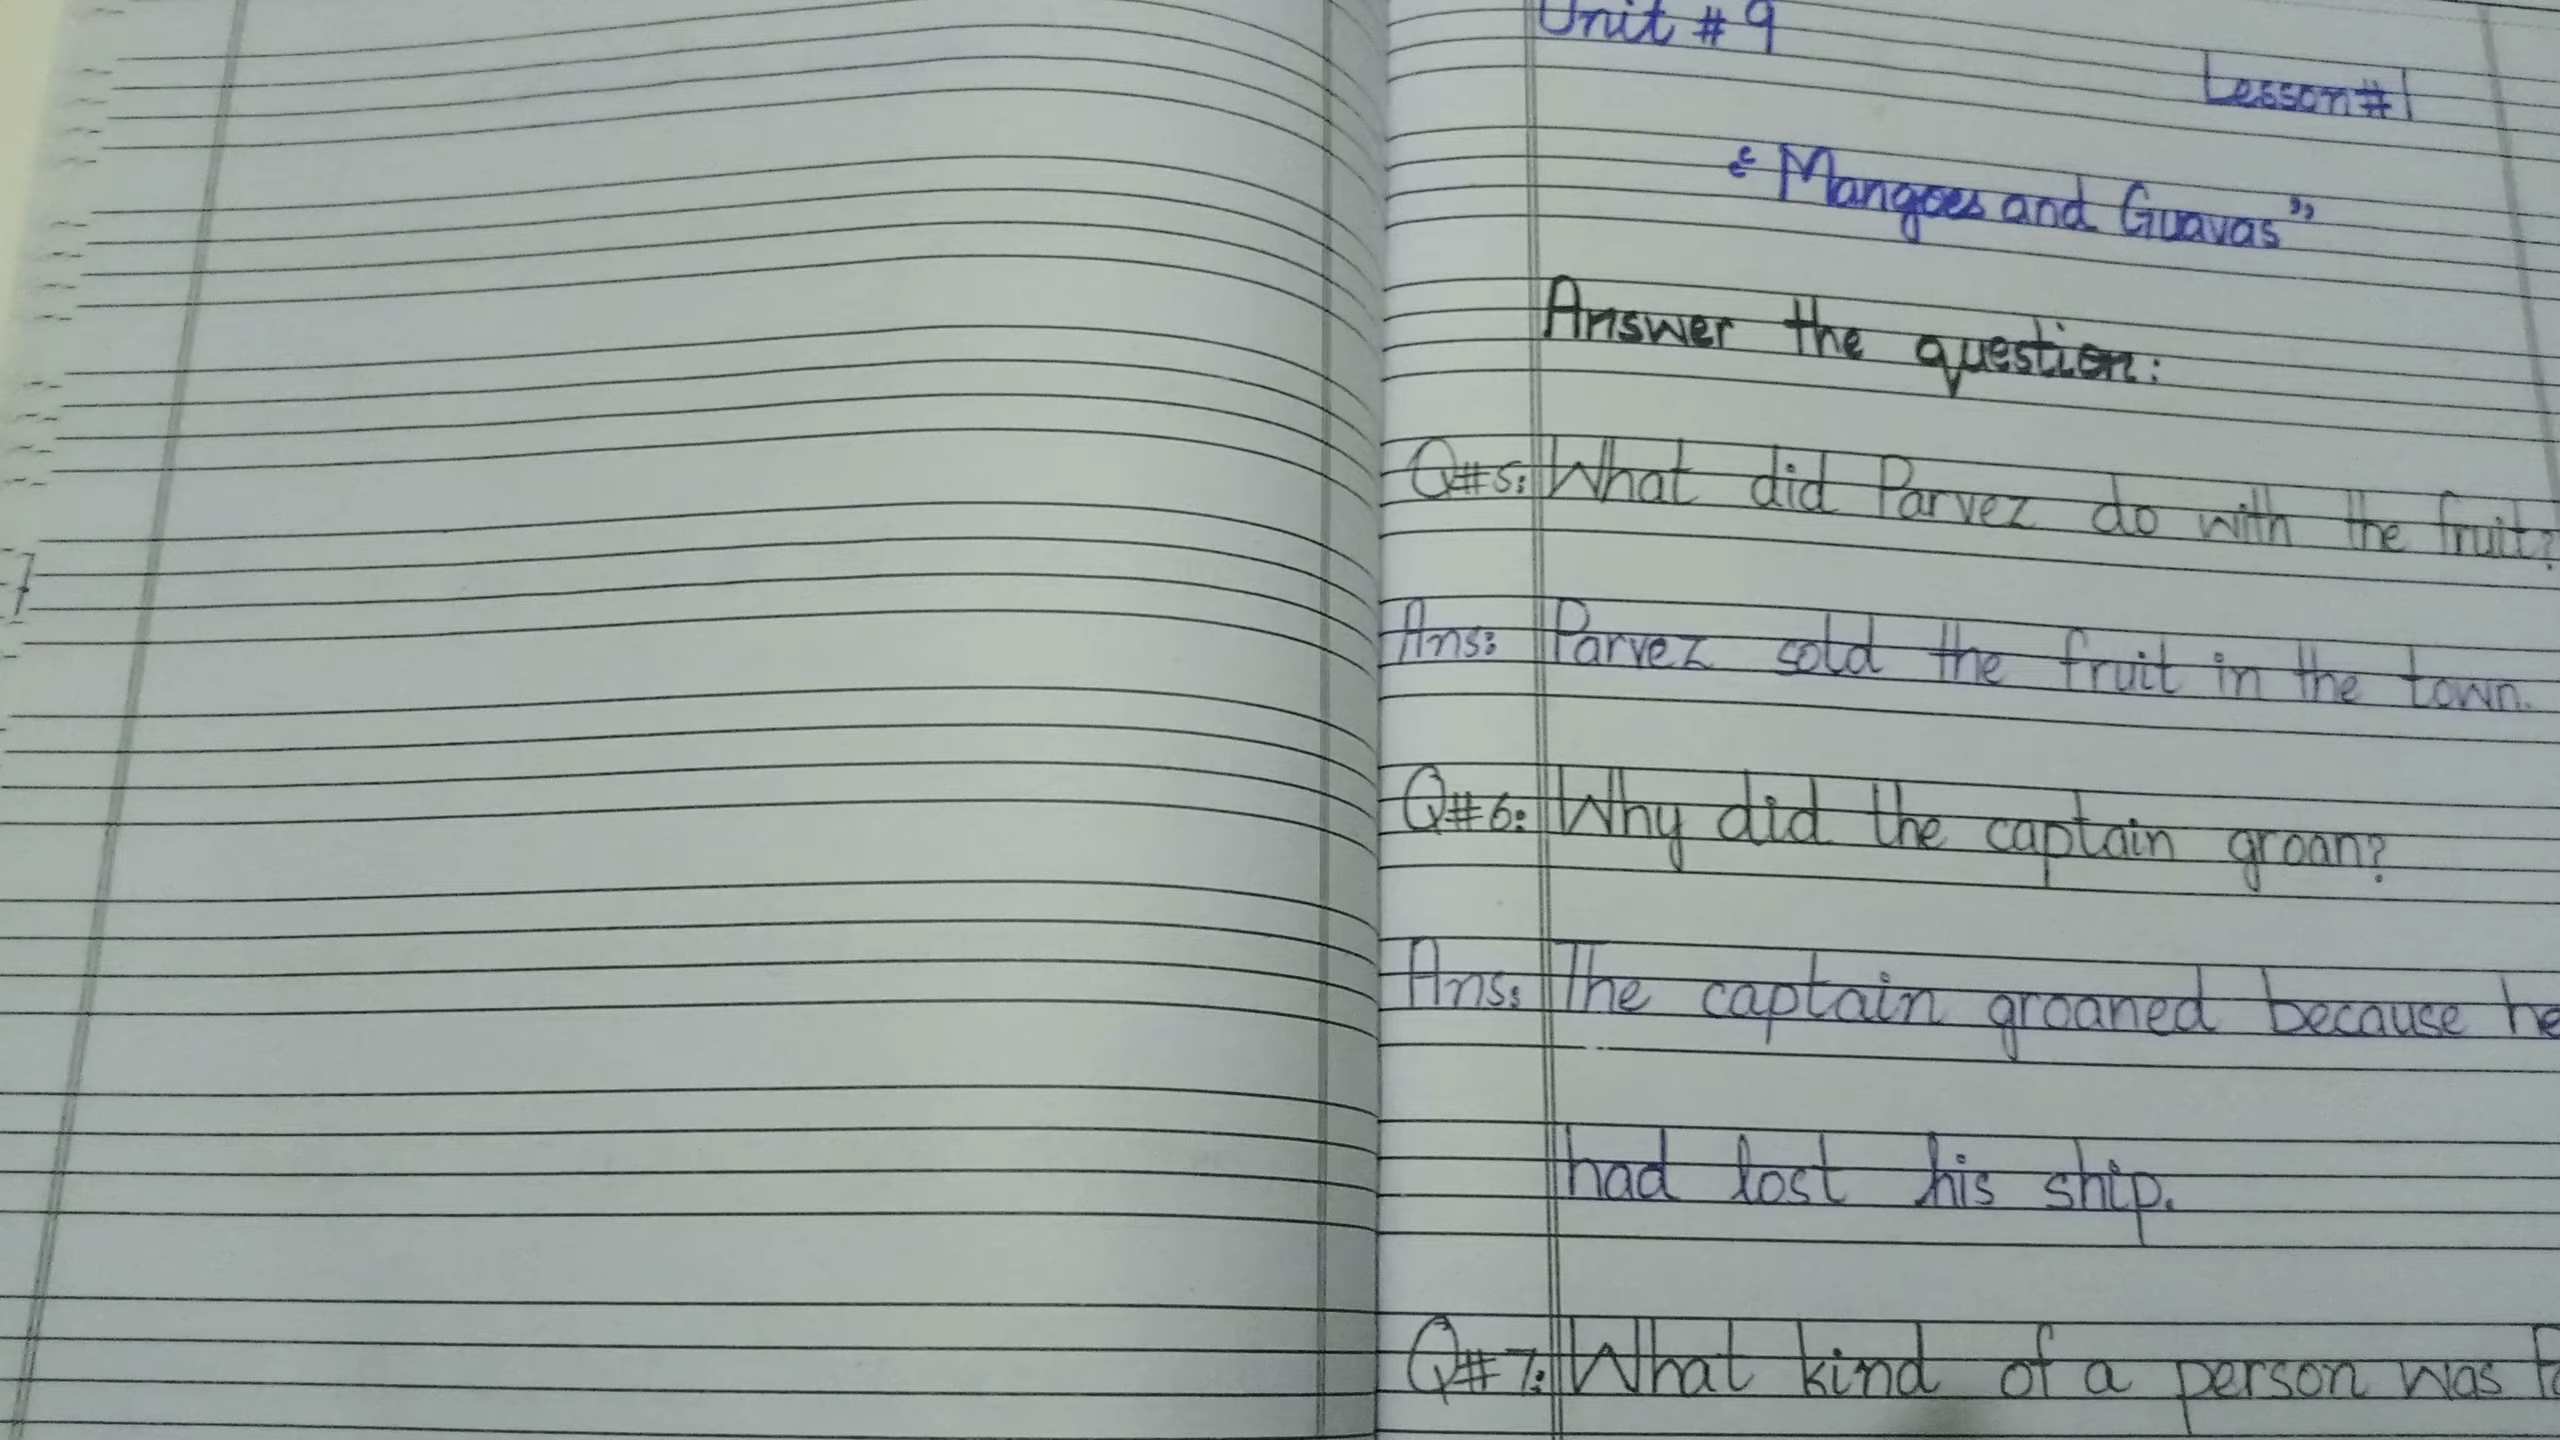 Unit # 9
Lesson # 1
“Mangoes and Guavas”
Answer the question:
Q#5: What did Parvez do with the fruit?
Ans: Parvez sold the fruit in the town.
Q#6: Why did the captain groan?
Ans: The captain groaned because he
had lost his ship.
Q#7: What kind of a person was